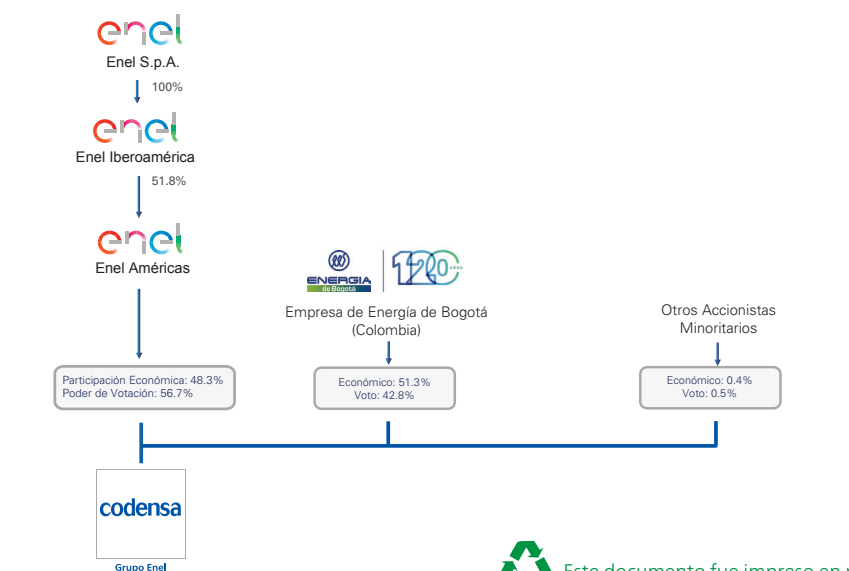 enel
Enel S.p.A.
100%
enel
Enel Iberoamérica
51.8%
enel
Enel Américas
ENERGIA
de Bogotá
120 años
Empresa de Energía de Bogotá
(Colombia)
Otros Accionistas
Minoritarios
Participación Económica: 48.3%
Poder de Votación: 56.7%
Económico: 51.3%
Voto: 42.8%
Económico: 0.4%
Voto: 0.5%
codensa
Grupo Enel
Este documento fue impreso en